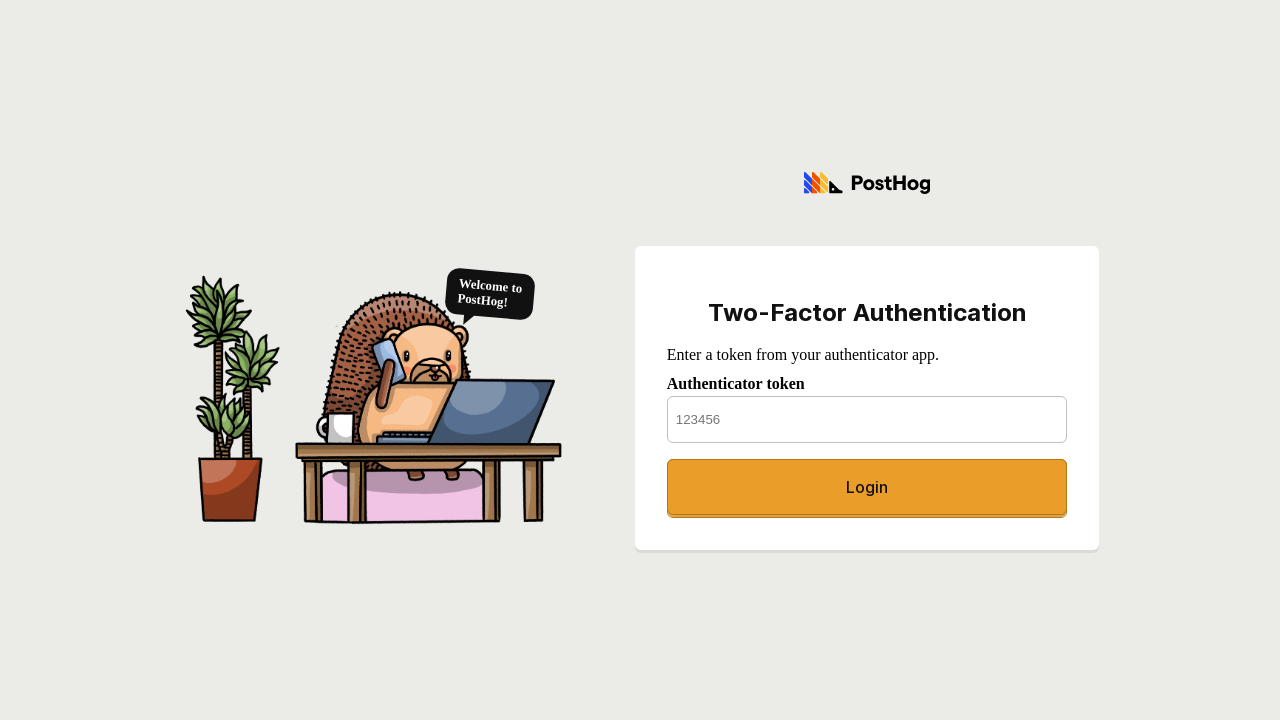 PostHog
Welcome to
PostHog!
Two-Factor Authentication
Enter a token from your authenticator app.
Authenticator token
123456
Login